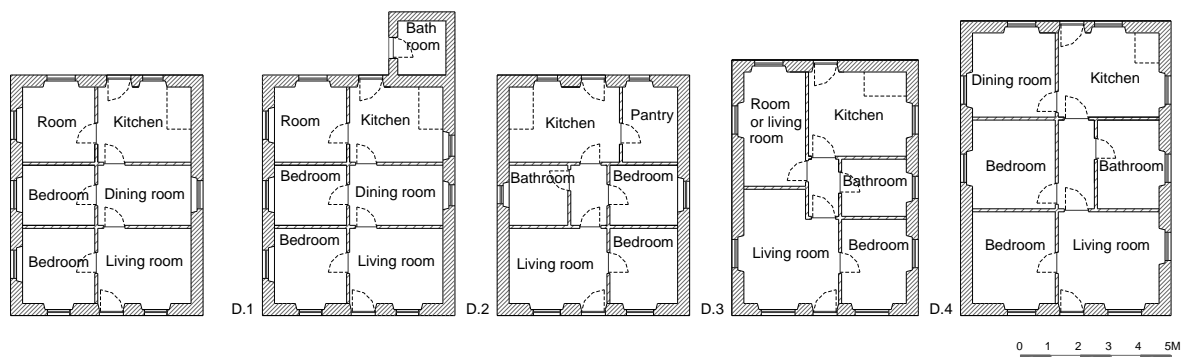 Room
Kitchen
Bedroom
Dining room
Bedroom
Living room
D.1
Bath
room
Room
Kitchen
Bedroom
Dining room
Bedroom
Living room
D.2
Kitchen
Pantry
Bathroom
Bedroom
Living room
Bedroom
D.3
Room
or living
room
Kitchen
Bathroom
Living room
Bedroom
D.4
Dining room
Kitchen
Bedroom
Bathroom
Bedroom
Living room
0 1 2 3 4 5M